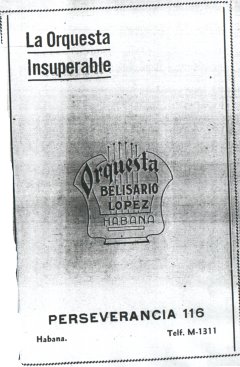 La Orquesta
Insuperable
Orquesta
BELISARIO
LOPEZ
HABANA
PERSEVERANCIA 116
Habana.
Telf. M-1311